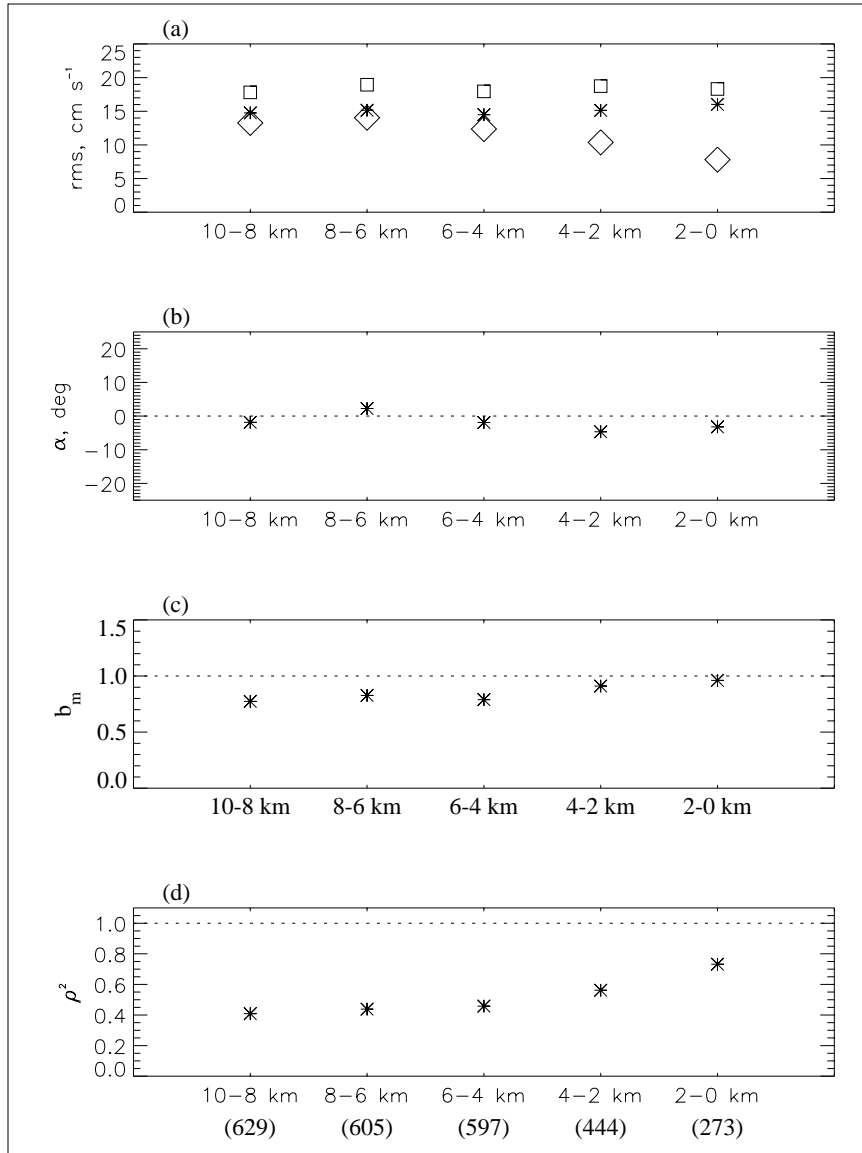 (a)
25
20
15
10
5
0
rms, cm s⁻¹
10−8 km 8−6 km 6−4 km 4−2 km 2−0 km
(b)
20
10
0
−10
−20
α, deg
10−8 km 8−6 km 6−4 km 4−2 km 2−0 km
(c)
1.5
1.0
0.5
0.0
b_m
10-8 km 8-6 km 6-4 km 4-2 km 2-0 km
(d)
1.0
0.8
0.6
0.4
0.2
0.0
ρ²
10−8 km 8−6 km 6−4 km 4−2 km 2−0 km
(629) (605) (597) (444) (273)